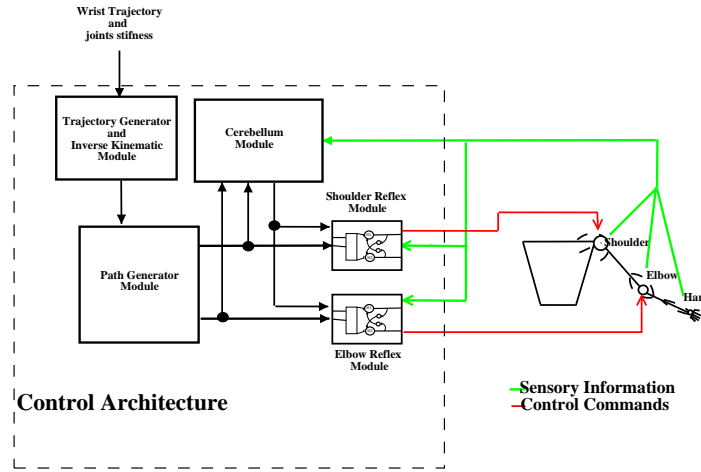 Wrist Trajectory
and
joints stifness
Trajectory Generator
and
Inverse Kinematic
Module
Cerebellum
Module
Shoulder Reflex
Module
Shoulder
Path Generator
Module
Elbow
Han
Elbow Reflex
Module
Sensory Information
Control Commands
Control Architecture